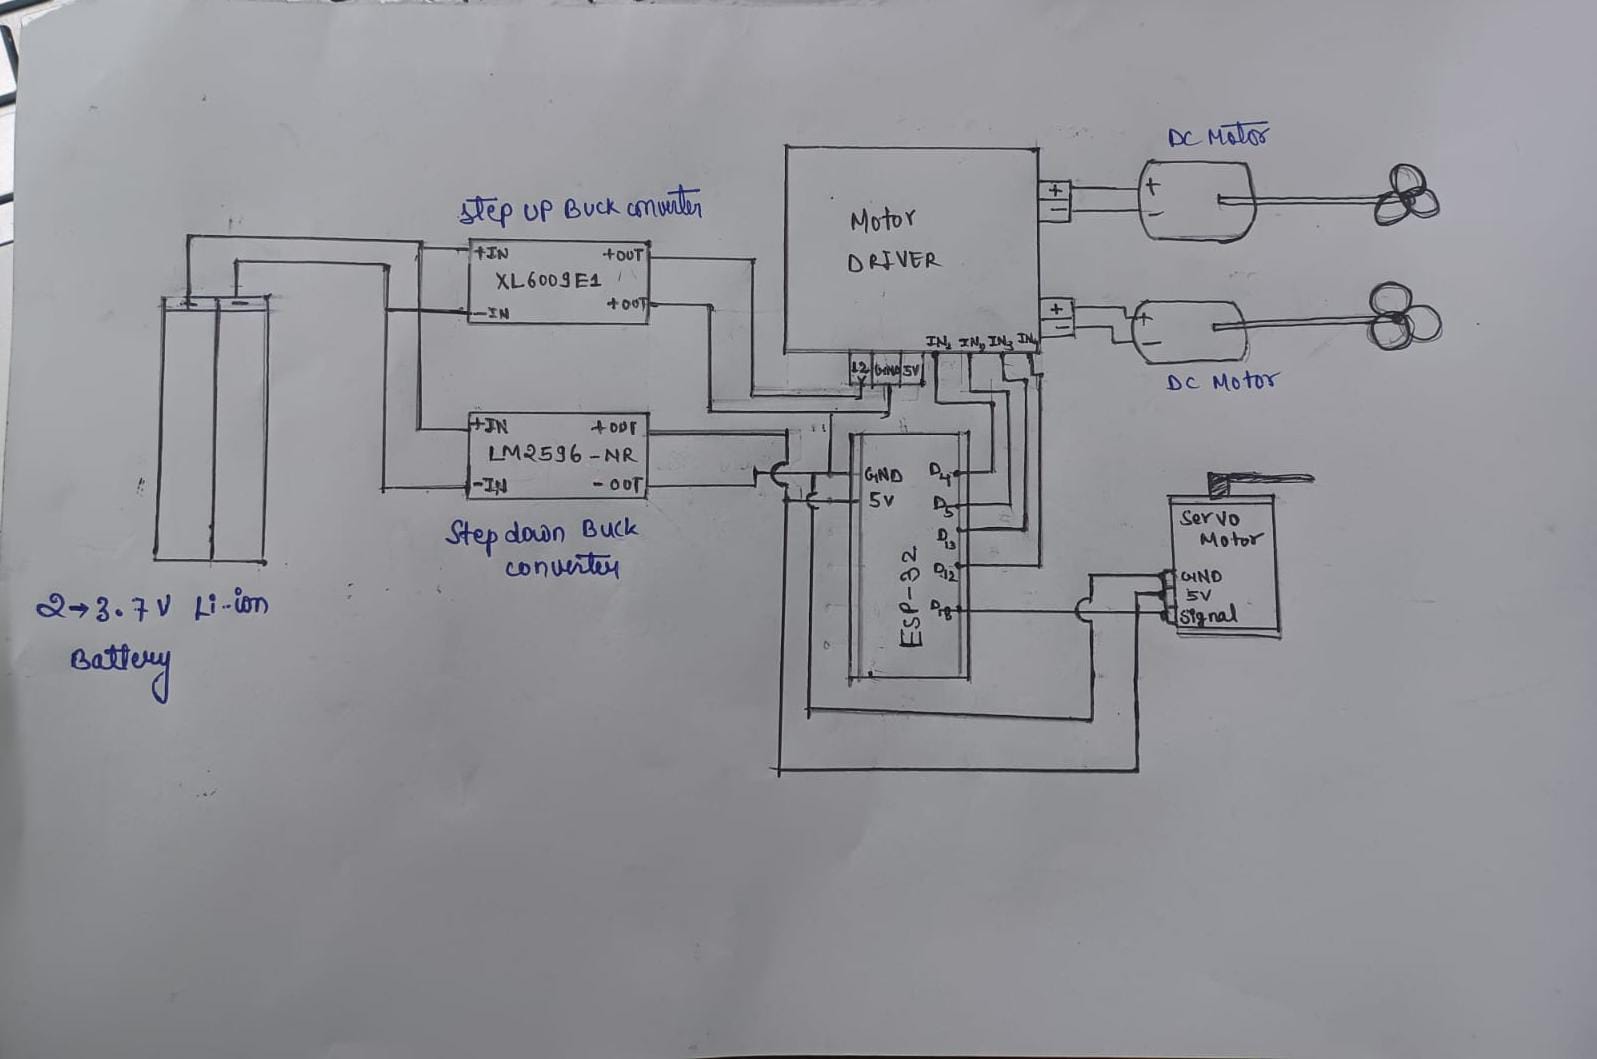 DC Motor
Step up Buck converter
+IN +OUT
XL6009E1
-IN +OUT
Motor
DRIVER
+
-
+
-
+
-
+
-
IN1 IN2 IN3 IN4
12V GND 5V
DC Motor
+IN +OUT
LM2596-NR
-IN -OUT
Step down Buck
converter
GND
5V
ESP-32
D4
D5
D13
D12
D18
Servo
Motor
GND
5V
Signal
2→3.7V Li-ion
Battery